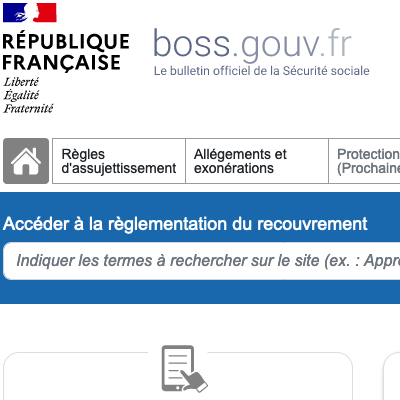 RÉPUBLIQUE
FRANÇAISE
Liberté
Égalité
Fraternité
boss.gouv.fr
Le bulletin officiel de la Sécurité sociale
Règles
d'assujettissement
Allégements et
exonérations
Protection
(Prochaine
Accéder à la règlementation du recouvrement
Indiquer les termes à rechercher sur le site (ex. : Appr